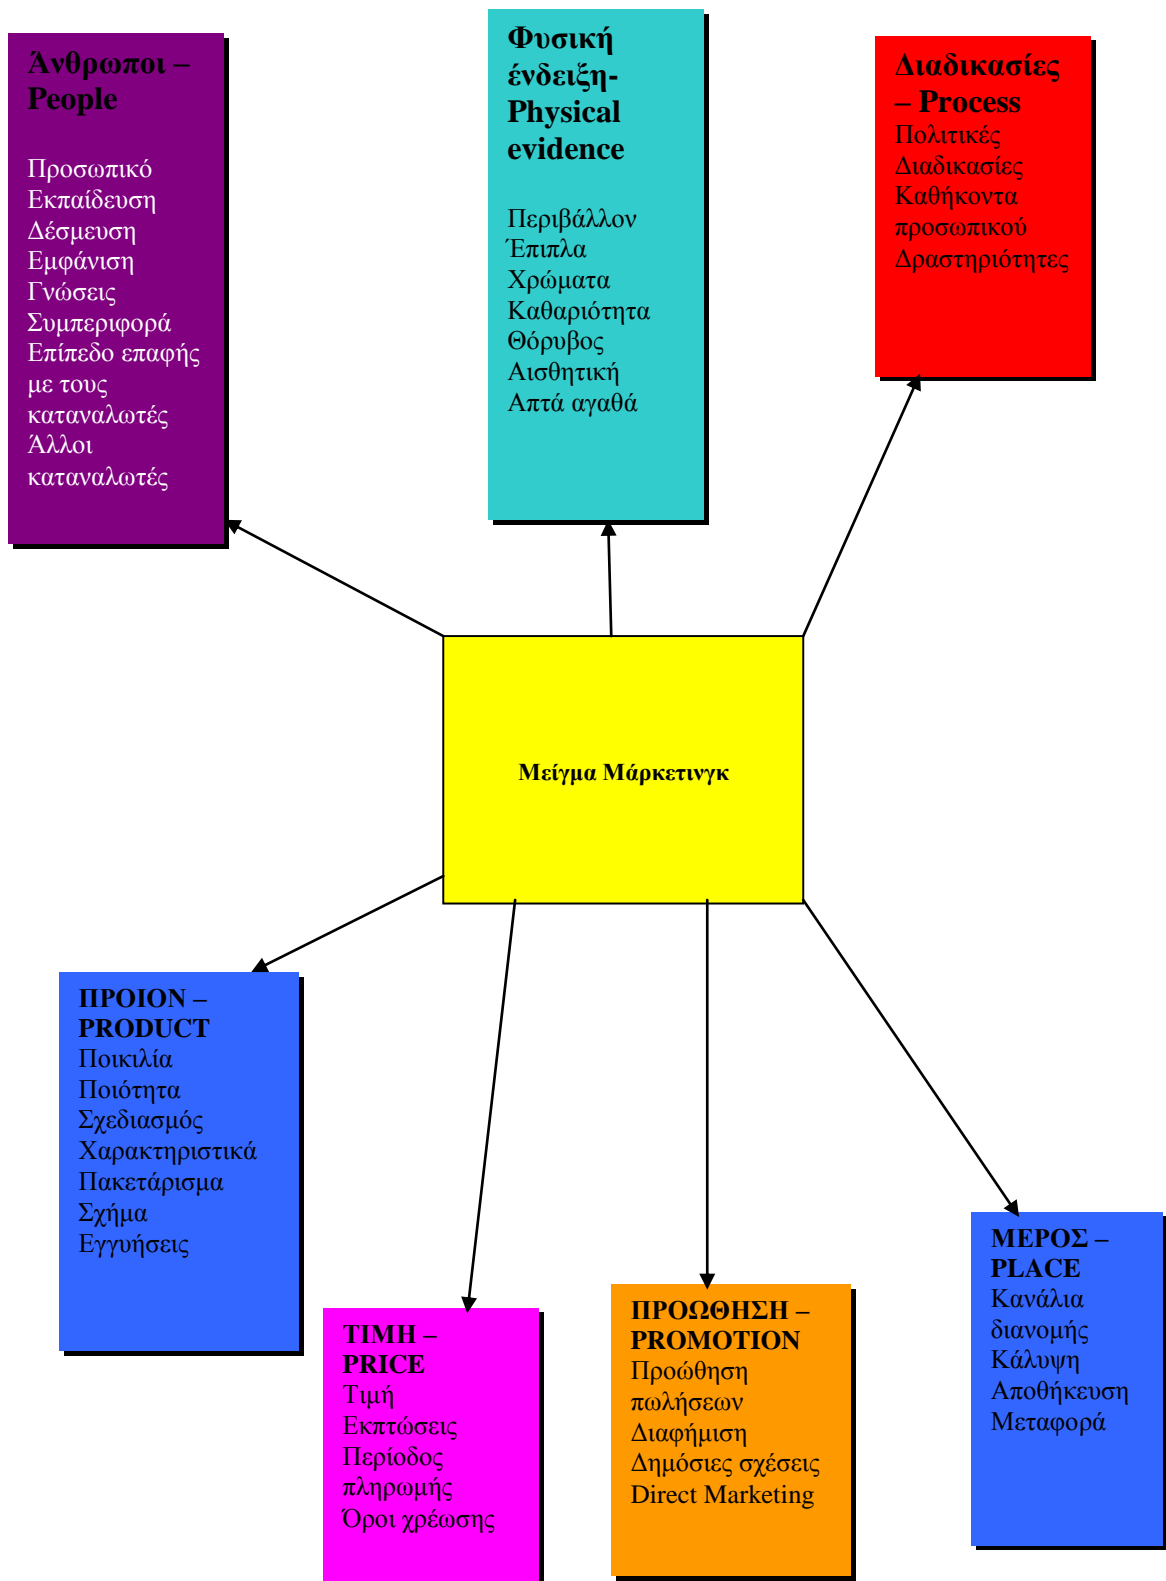 Άνθρωποι –
People
Προσωπικό
Εκπαίδευση
Δέσμευση
Εμφάνιση
Γνώσεις
Συμπεριφορά
Επίπεδο επαφής
με τους
καταναλωτές
Άλλοι
καταναλωτές
Φυσική
ένδειξη-
Physical
evidence
Περιβάλλον
Έπιπλα
Χρώματα
Καθαριότητα
Θόρυβος
Αισθητική
Απτά αγαθά
Διαδικασίες
– Process
Πολιτικές
Διαδικασίες
Καθήκοντα
προσωπικού
Δραστηριότητες
Μείγμα Μάρκετινγκ
ΠΡΟΙΟΝ –
PRODUCT
Ποικιλία
Ποιότητα
Σχεδιασμός
Χαρακτηριστικά
Πακετάρισμα
Σχήμα
Εγγυήσεις
ΤΙΜΗ –
PRICE
Τιμή
Εκπτώσεις
Περίοδος
πληρωμής
Όροι χρέωσης
ΠΡΟΩΘΗΣΗ –
PROMOTION
Προώθηση
πωλήσεων
Διαφήμιση
Δημόσιες σχέσεις
Direct Marketing
ΜΕΡΟΣ –
PLACE
Κανάλια
διανομής
Κάλυψη
Αποθήκευση
Μεταφορά